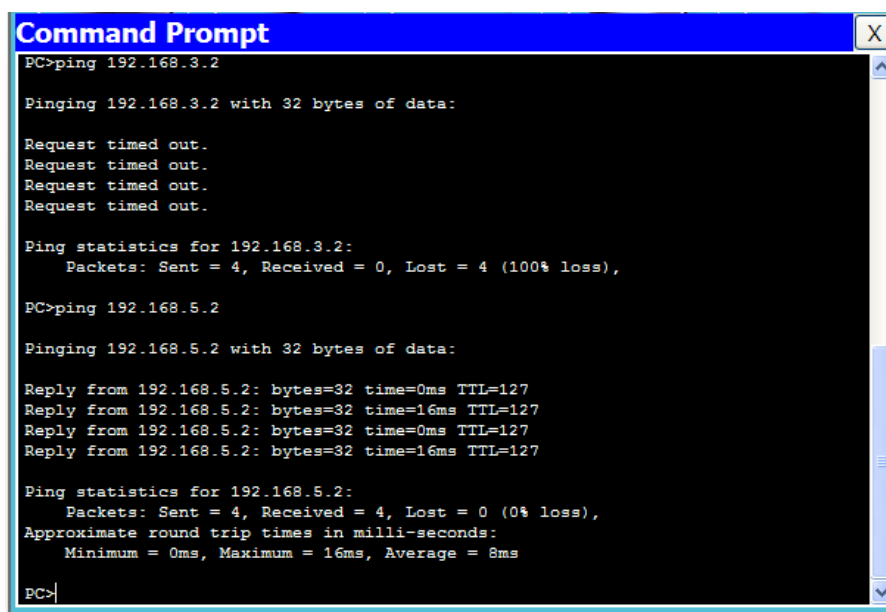 Command Prompt
X
PC>ping 192.168.3.2
Pinging 192.168.3.2 with 32 bytes of data:
Request timed out.
Request timed out.
Request timed out.
Request timed out.
Ping statistics for 192.168.3.2:
Packets: Sent = 4, Received = 0, Lost = 4 (100% loss),
PC>ping 192.168.5.2
Pinging 192.168.5.2 with 32 bytes of data:
Reply from 192.168.5.2: bytes=32 time=0ms TTL=127
Reply from 192.168.5.2: bytes=32 time=16ms TTL=127
Reply from 192.168.5.2: bytes=32 time=0ms TTL=127
Reply from 192.168.5.2: bytes=32 time=16ms TTL=127
Ping statistics for 192.168.5.2:
Packets: Sent = 4, Received = 4, Lost = 0 (0% loss),
Approximate round trip times in milli-seconds:
Minimum = 0ms, Maximum = 16ms, Average = 8ms
PC>